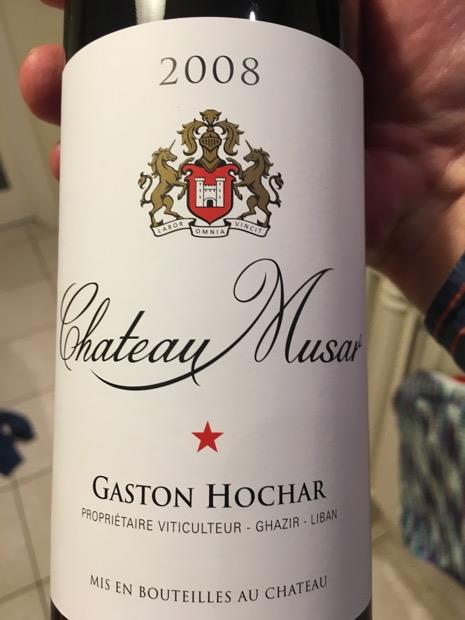 2008
LABOR OMNIA VINCIT
Chateau Musar
GASTON HOCHAR
PROPRIÉTAIRE VITICULTEUR - GHAZIR - LIBAN
MIS EN BOUTEILLES AU CHATEAU